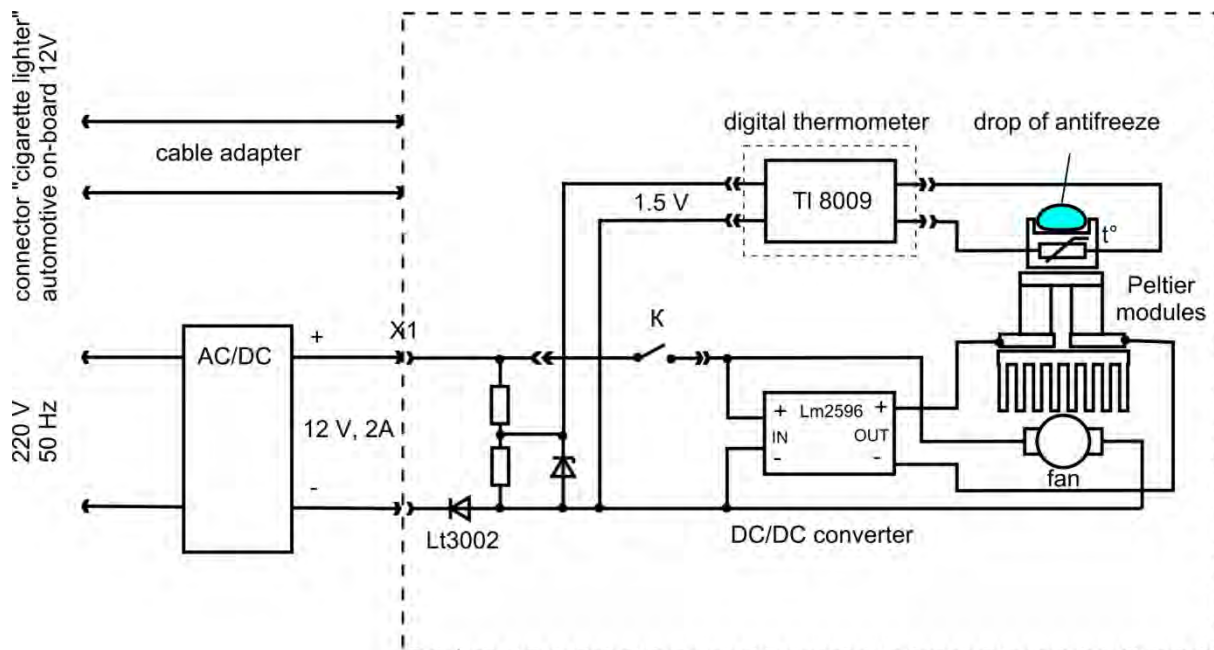 connector "cigarette lighter"
automotive on-board 12V
cable adapter
digital thermometer
drop of antifreeze
1.5 V
TI 8009
t°
Peltier
modules
AC/DC
+
X1
K
220 V
50 Hz
12 V, 2A
-
+ Lm2596 +
IN OUT
- -
fan
Lt3002
DC/DC converter